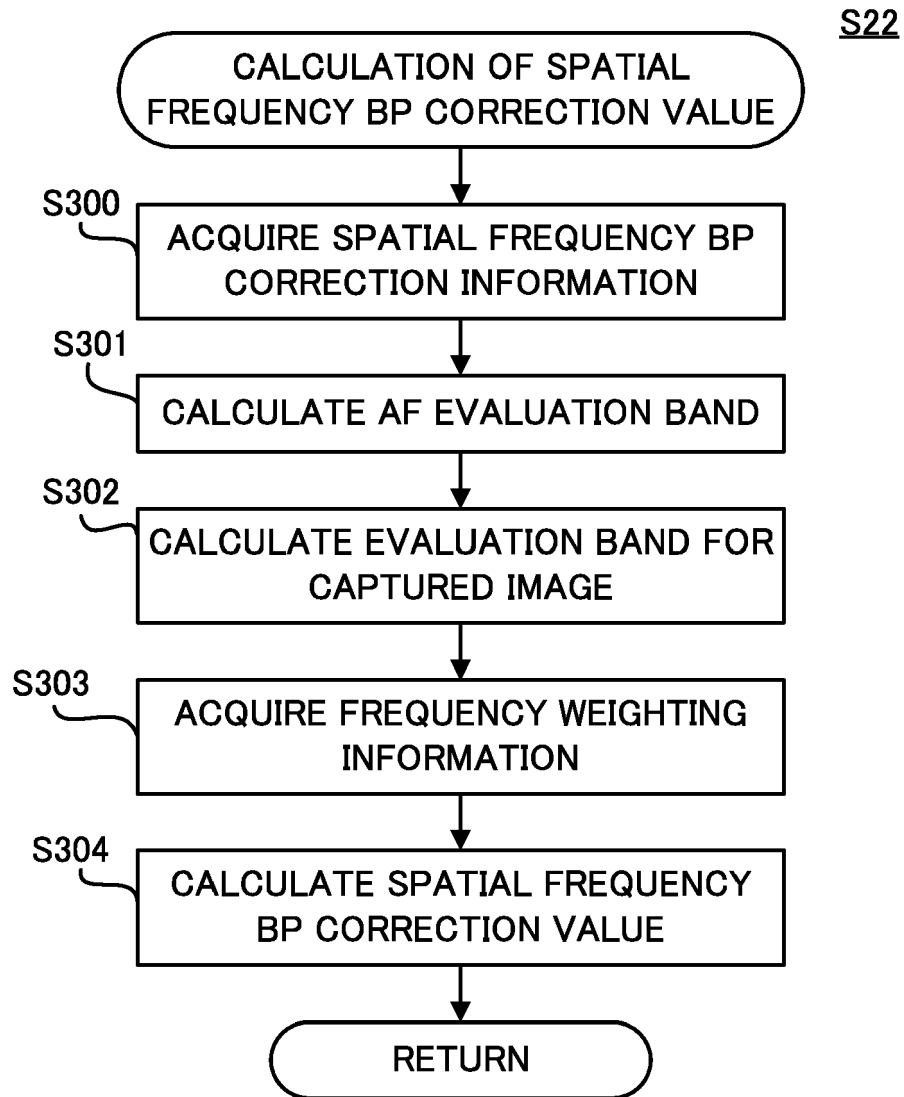 S22
CALCULATION OF SPATIAL
FREQUENCY BP CORRECTION VALUE
S300
ACQUIRE SPATIAL FREQUENCY BP
CORRECTION INFORMATION
S301
CALCULATE AF EVALUATION BAND
S302
CALCULATE EVALUATION BAND FOR
CAPTURED IMAGE
S303
ACQUIRE FREQUENCY WEIGHTING
INFORMATION
S304
CALCULATE SPATIAL FREQUENCY
BP CORRECTION VALUE
RETURN